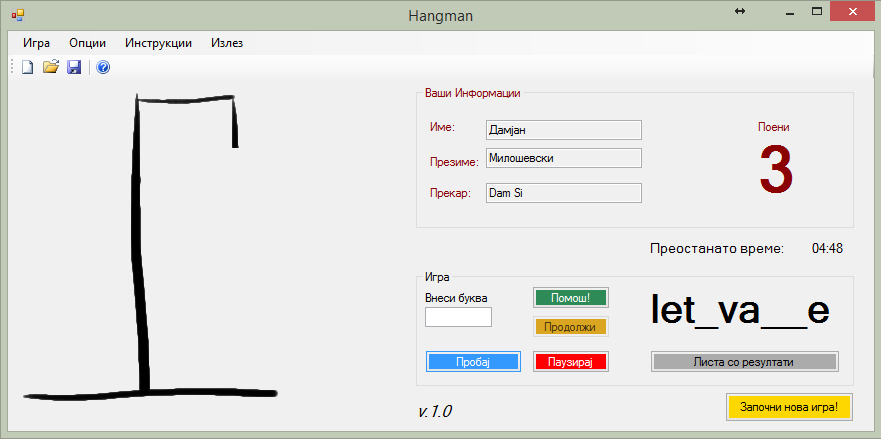 Hangman
Игра Опции Инструкции Излез
Ваши Информации
Име: Дамјан
Презиме: Милошевски
Прекар: Dam Si
Поени
3
Преостанато време: 04:48
Игра
Внеси буква
Помош!
Продолжи
Пробај
Паузирај
let_va__e
Листа со резултати
v.1.0
Започни нова игра!